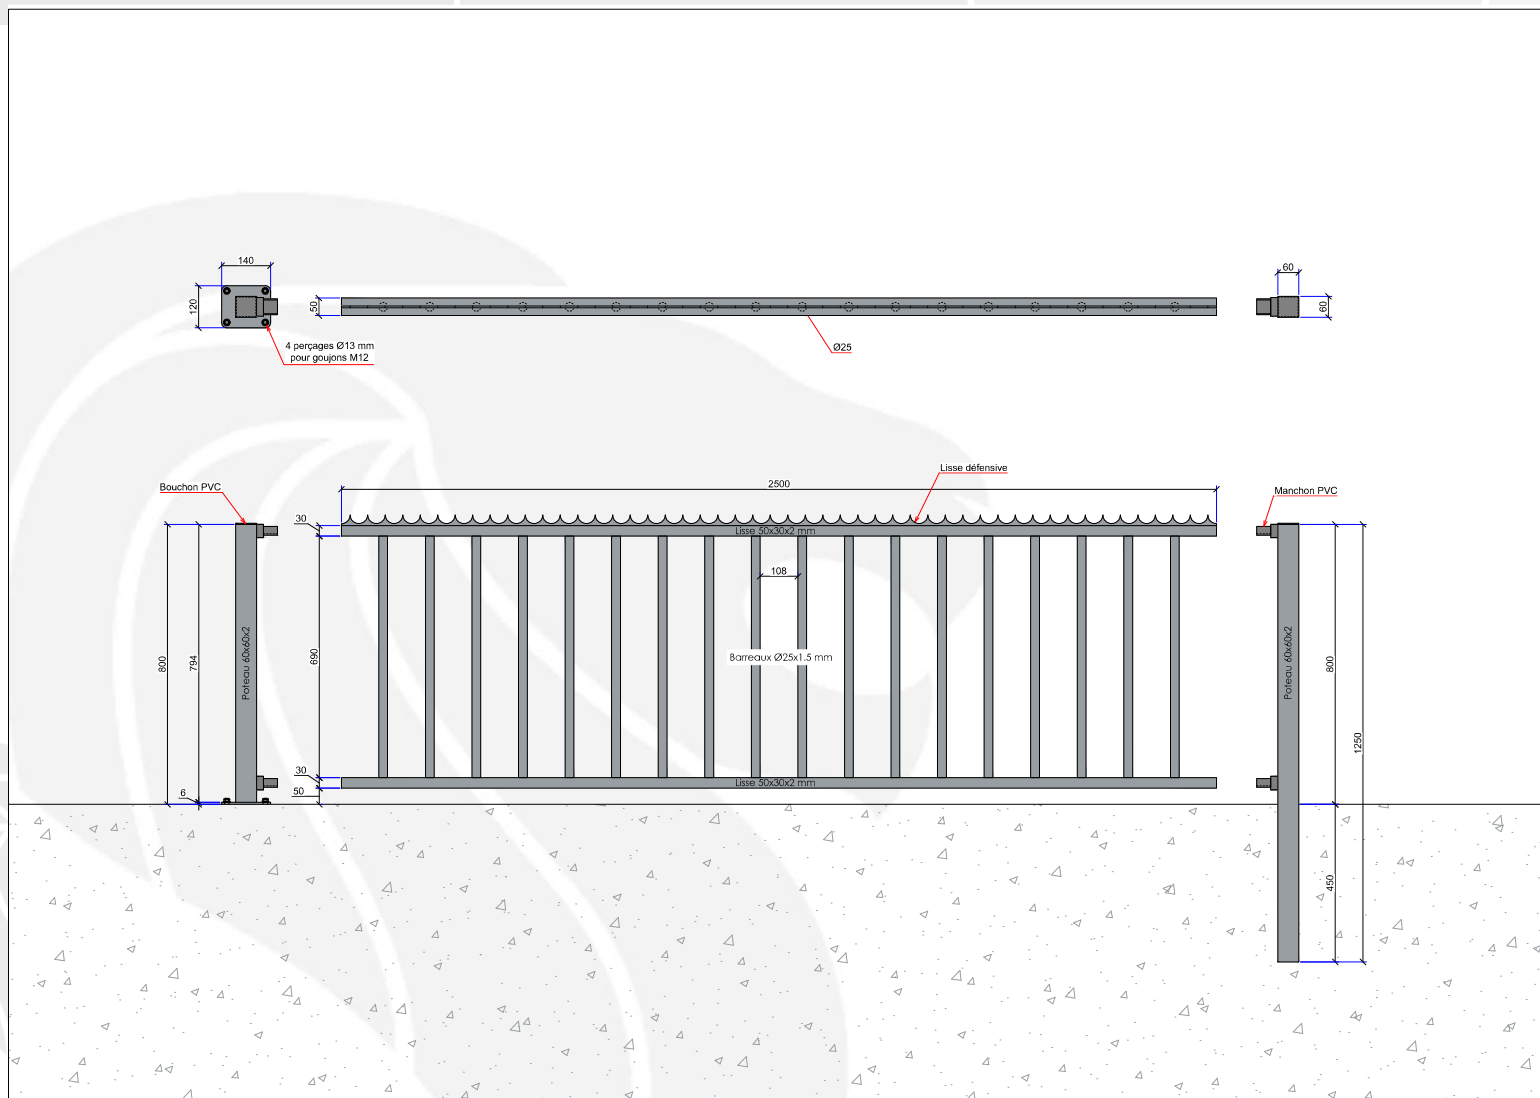 140
120
4 perçages Ø13 mm
pour goujons M12
50
Ø25
60
60
Bouchon PVC
Lisse défensive
2500
Manchon PVC
30
Lisse 50x30x2 mm
108
800
794
Poteau 60x60x2
690
Barreaux Ø25x1.5 mm
Poteau 60x60x2
800
1250
30
Lisse 50x30x2 mm
6
50
450